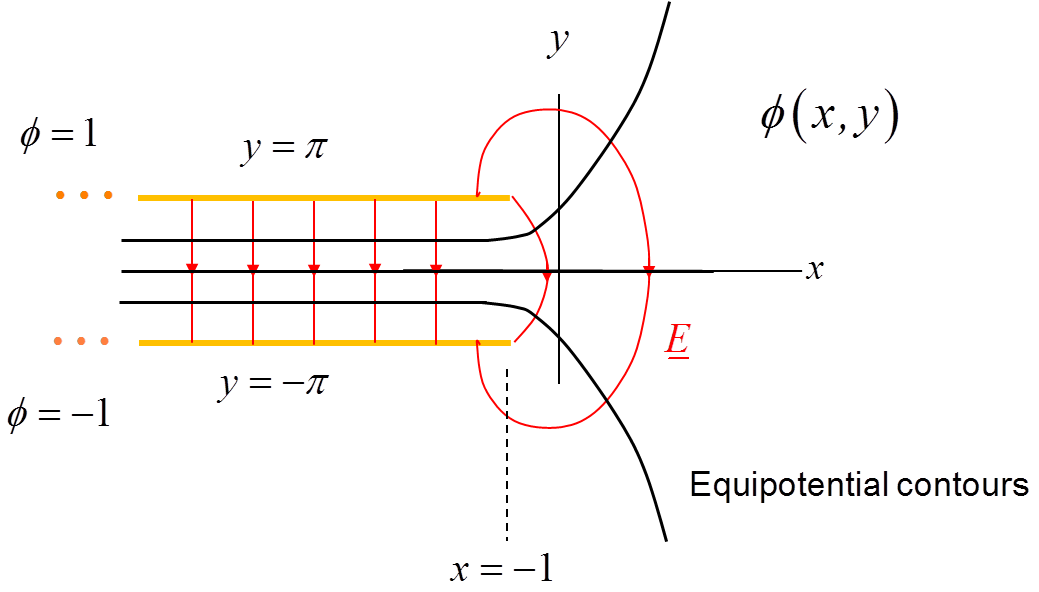 y
ϕ(x, y)
ϕ = 1
y = π
x
E
y = −π
ϕ = −1
Equipotential contours
x = −1